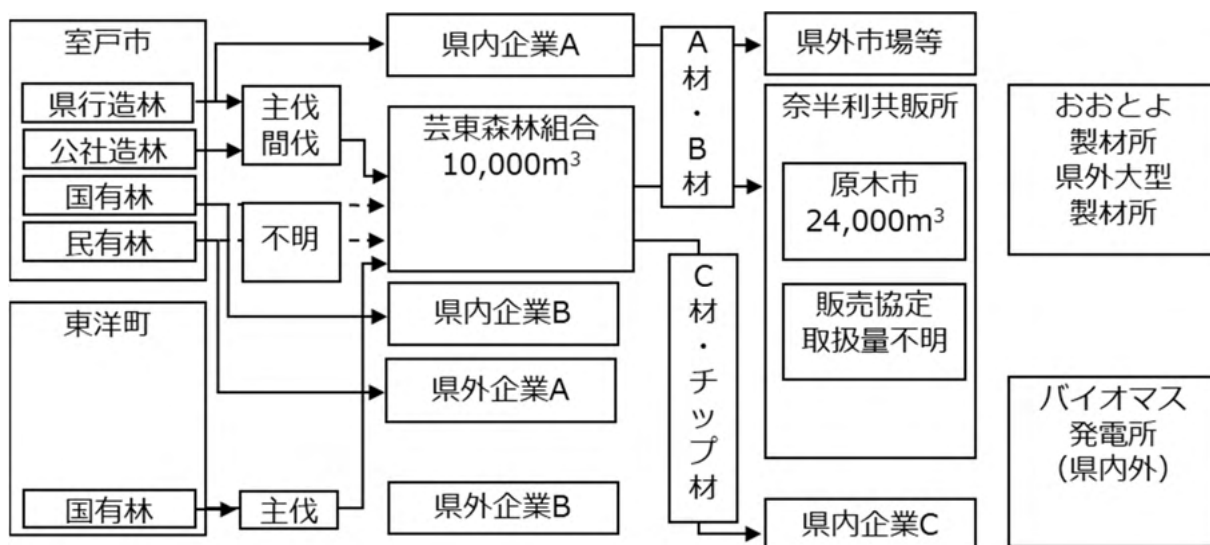 室戸市
県行造林
公社造林
国有林
民有林
東洋町
国有林
主伐
間伐
不明
主伐
県内企業A
芸東森林組合
10,000m³
県内企業B
県外企業A
県外企業B
A材・B材
C材・チップ材
県外市場等
奈半利共販所
原木市
24,000m³
販売協定
取扱量不明
県内企業C
おおとよ
製材所
県外大型
製材所
バイオマス
発電所
(県内外)